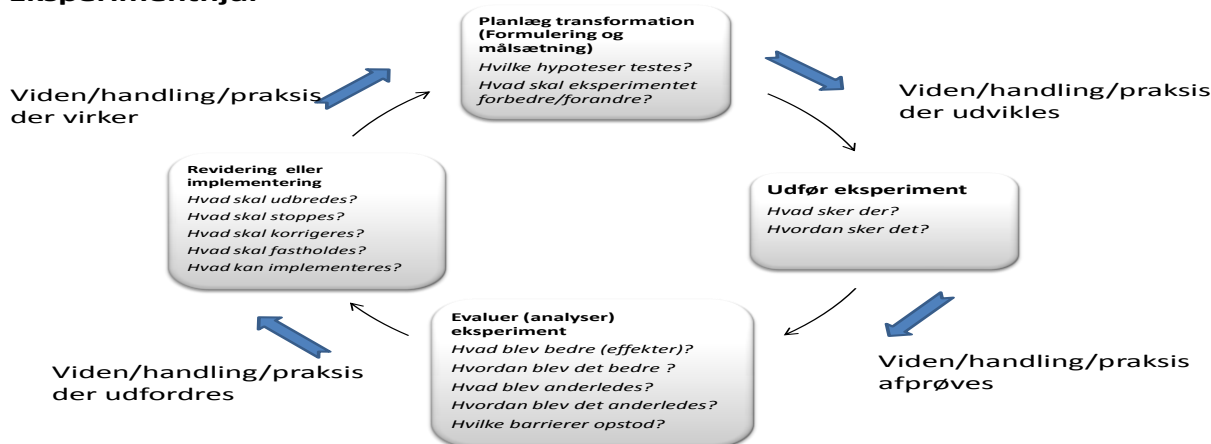 Planlæg transformation
(Formulering og
målsætning)
Hvilke hypoteser testes?
Hvad skal eksperimentet
forbedre/forandre?
Viden/handling/praksis
der udvikles
Udfør eksperiment
Hvad sker der?
Hvordan sker det?
Viden/handling/praksis
afprøves
Evaluer (analyser)
eksperiment
Hvad blev bedre (effekter)?
Hvordan blev det bedre ?
Hvad blev anderledes?
Hvordan blev det anderledes?
Hvilke barrierer opstod?
Viden/handling/praksis
der udfordres
Revidering eller
implementering
Hvad skal udbredes?
Hvad skal stoppes?
Hvad skal korrigeres?
Hvad skal fastholdes?
Hvad kan implementeres?
Viden/handling/praksis
der virker